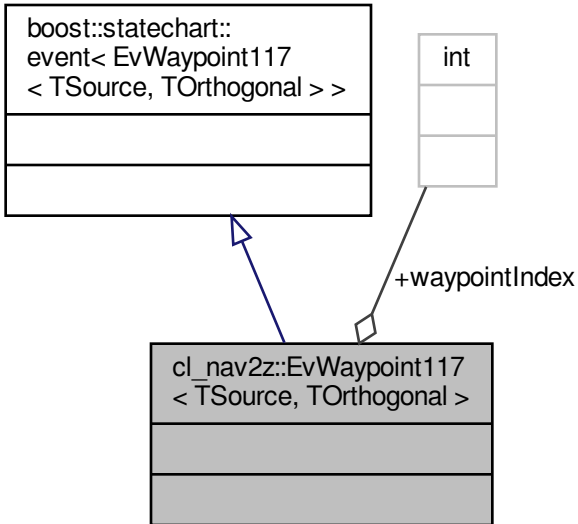 boost::statechart::
event< EvWaypoint117
< TSource, TOrthogonal > >
int
+waypointIndex
cl_nav2z::EvWaypoint117
< TSource, TOrthogonal >